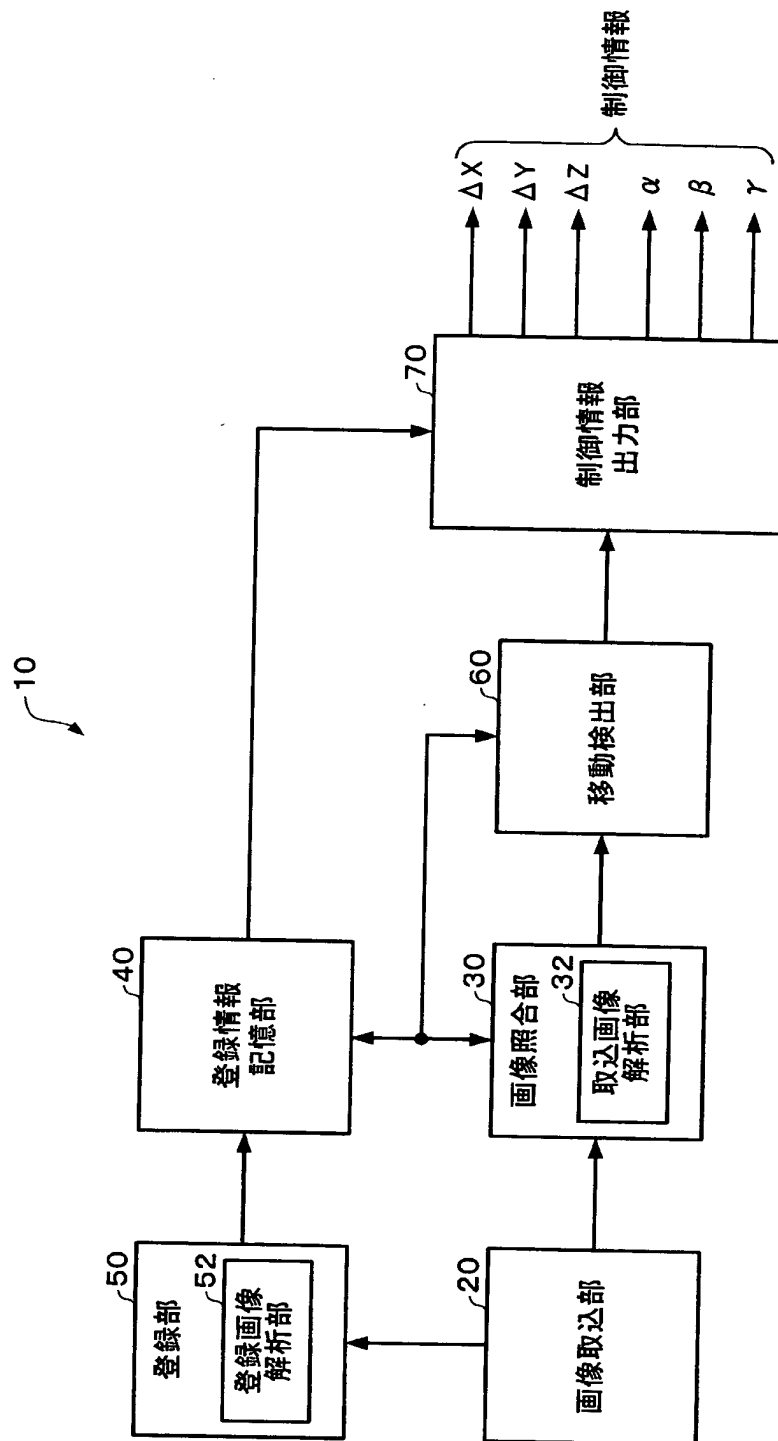 10
50
登録部
52
登録画像
解析部
40
登録情報
記憶部
20
画像取込部
30
画像照合部
32
取込画像
解析部
60
移動検出部
70
制御情報
出力部
ΔX
ΔY
ΔZ
α
β
γ
制御情報